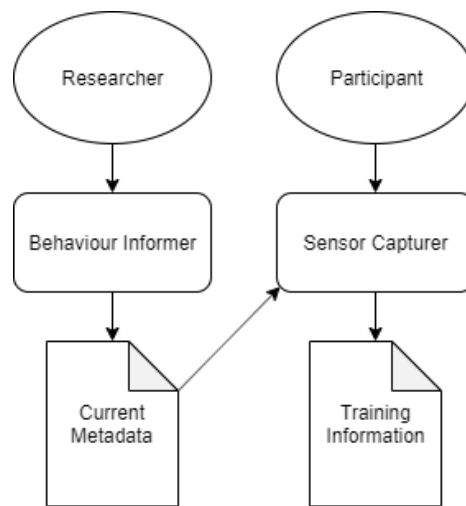 Researcher
Participant
Behaviour Informer
Sensor Capturer
Current
Metadata
Training
Information